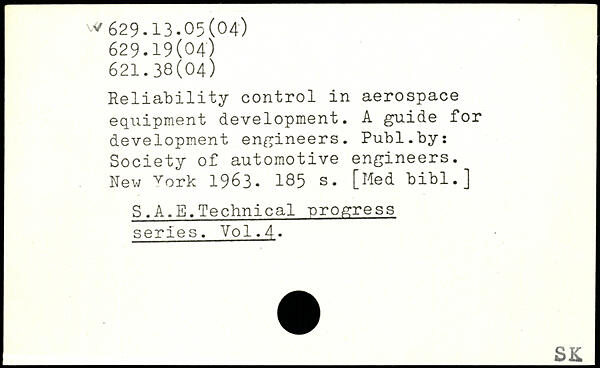 629.13.05(04)
629.19(04)
621.38(04)
Reliability control in aerospace
equipment development. A guide for
development engineers. Publ.by:
Society of automotive engineers.
New York 1963. 185 s. [Med bibl.]
S.A.E.Technical progress
series. Vol.4.
SK